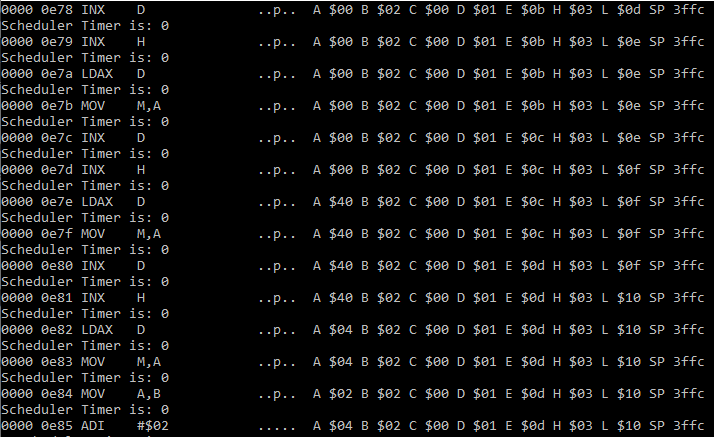 0000 0e78 INX    D           ..p..  A $00 B $02 C $00 D $01 E $0b H $03 L $0d SP 3ffc
Scheduler Timer is: 0
0000 0e79 INX    H           ..p..  A $00 B $02 C $00 D $01 E $0b H $03 L $0e SP 3ffc
Scheduler Timer is: 0
0000 0e7a LDAX   D           ..p..  A $00 B $02 C $00 D $01 E $0b H $03 L $0e SP 3ffc
Scheduler Timer is: 0
0000 0e7b MOV    M,A         ..p..  A $00 B $02 C $00 D $01 E $0b H $03 L $0e SP 3ffc
Scheduler Timer is: 0
0000 0e7c INX    D           ..p..  A $00 B $02 C $00 D $01 E $0c H $03 L $0e SP 3ffc
Scheduler Timer is: 0
0000 0e7d INX    H           ..p..  A $00 B $02 C $00 D $01 E $0c H $03 L $0f SP 3ffc
Scheduler Timer is: 0
0000 0e7e LDAX   D           ..p..  A $40 B $02 C $00 D $01 E $0c H $03 L $0f SP 3ffc
Scheduler Timer is: 0
0000 0e7f MOV    M,A         ..p..  A $40 B $02 C $00 D $01 E $0c H $03 L $0f SP 3ffc
Scheduler Timer is: 0
0000 0e80 INX    D           ..p..  A $40 B $02 C $00 D $01 E $0d H $03 L $0f SP 3ffc
Scheduler Timer is: 0
0000 0e81 INX    H           ..p..  A $40 B $02 C $00 D $01 E $0d H $03 L $10 SP 3ffc
Scheduler Timer is: 0
0000 0e82 LDAX   D           ..p..  A $04 B $02 C $00 D $01 E $0d H $03 L $10 SP 3ffc
Scheduler Timer is: 0
0000 0e83 MOV    M,A         ..p..  A $04 B $02 C $00 D $01 E $0d H $03 L $10 SP 3ffc
Scheduler Timer is: 0
0000 0e84 MOV    A,B         ..p..  A $02 B $02 C $00 D $01 E $0d H $03 L $10 SP 3ffc
Scheduler Timer is: 0
0000 0e85 ADI    #$02        .....  A $04 B $02 C $00 D $01 E $0d H $03 L $10 SP 3ffc